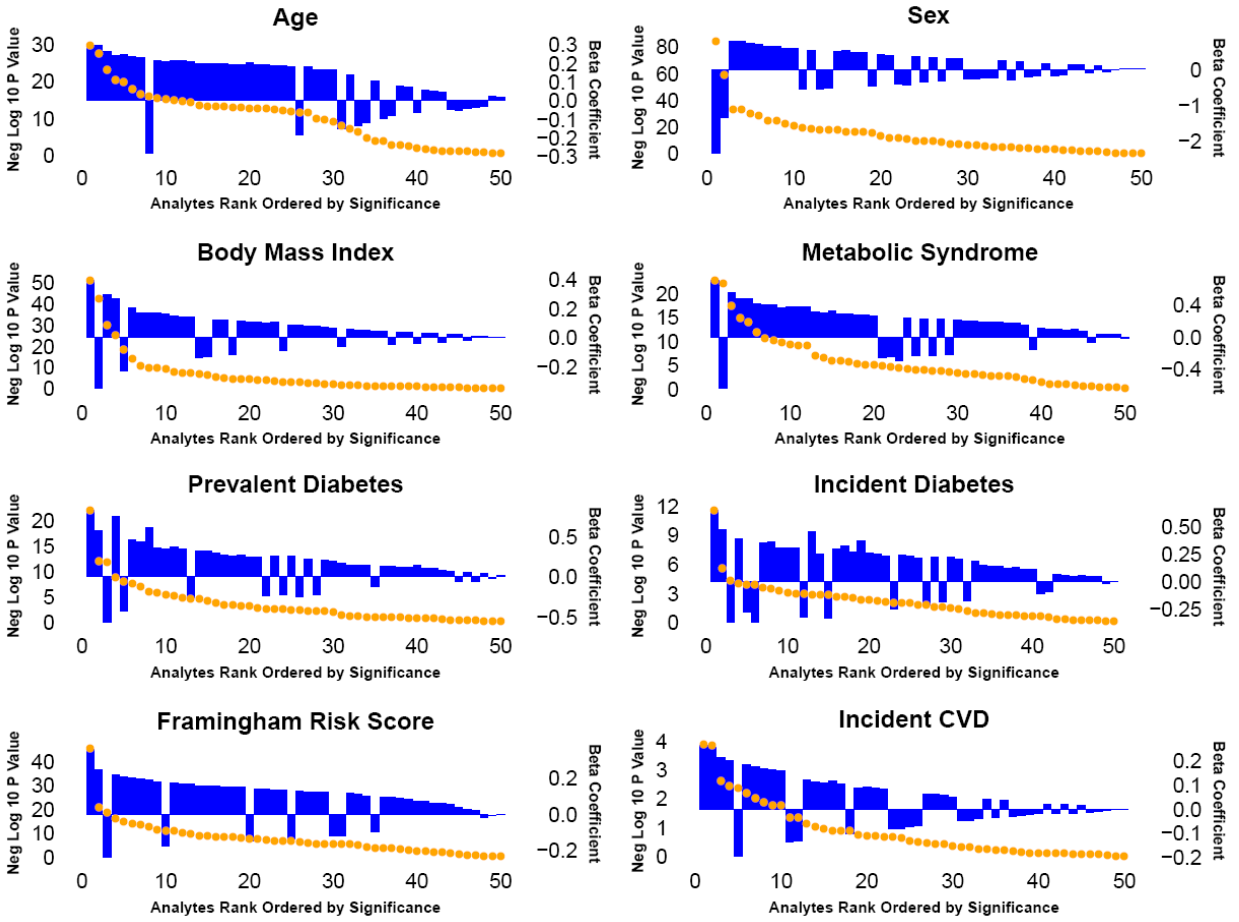 Age
Neg Log 10 P Value
30
20
10
0
0.3
0.2
0.1
0.0
−0.1
−0.2
−0.3
Beta Coefficient
0 10 20 30 40 50
Analytes Rank Ordered by Significance
Sex
Neg Log 10 P Value
80
60
40
20
0
0
−1
−2
Beta Coefficient
0 10 20 30 40 50
Analytes Rank Ordered by Significance
Body Mass Index
Neg Log 10 P Value
50
40
30
20
10
0
0.4
0.2
0.0
−0.2
Beta Coefficient
0 10 20 30 40 50
Analytes Rank Ordered by Significance
Metabolic Syndrome
Neg Log 10 P Value
20
15
10
5
0
0.4
0.0
−0.4
Beta Coefficient
0 10 20 30 40 50
Analytes Rank Ordered by Significance
Prevalent Diabetes
Neg Log 10 P Value
20
15
10
5
0
0.5
0.0
−0.5
Beta Coefficient
0 10 20 30 40 50
Analytes Rank Ordered by Significance
Incident Diabetes
Neg Log 10 P Value
12
9
6
3
0
0.50
0.25
0.00
−0.25
Beta Coefficient
0 10 20 30 40 50
Analytes Rank Ordered by Significance
Framingham Risk Score
Neg Log 10 P Value
40
30
20
10
0
0.2
0.0
−0.2
Beta Coefficient
0 10 20 30 40 50
Analytes Rank Ordered by Significance
Incident CVD
Neg Log 10 P Value
4
3
2
1
0
0.2
0.1
0.0
−0.1
−0.2
Beta Coefficient
0 10 20 30 40 50
Analytes Rank Ordered by Significance